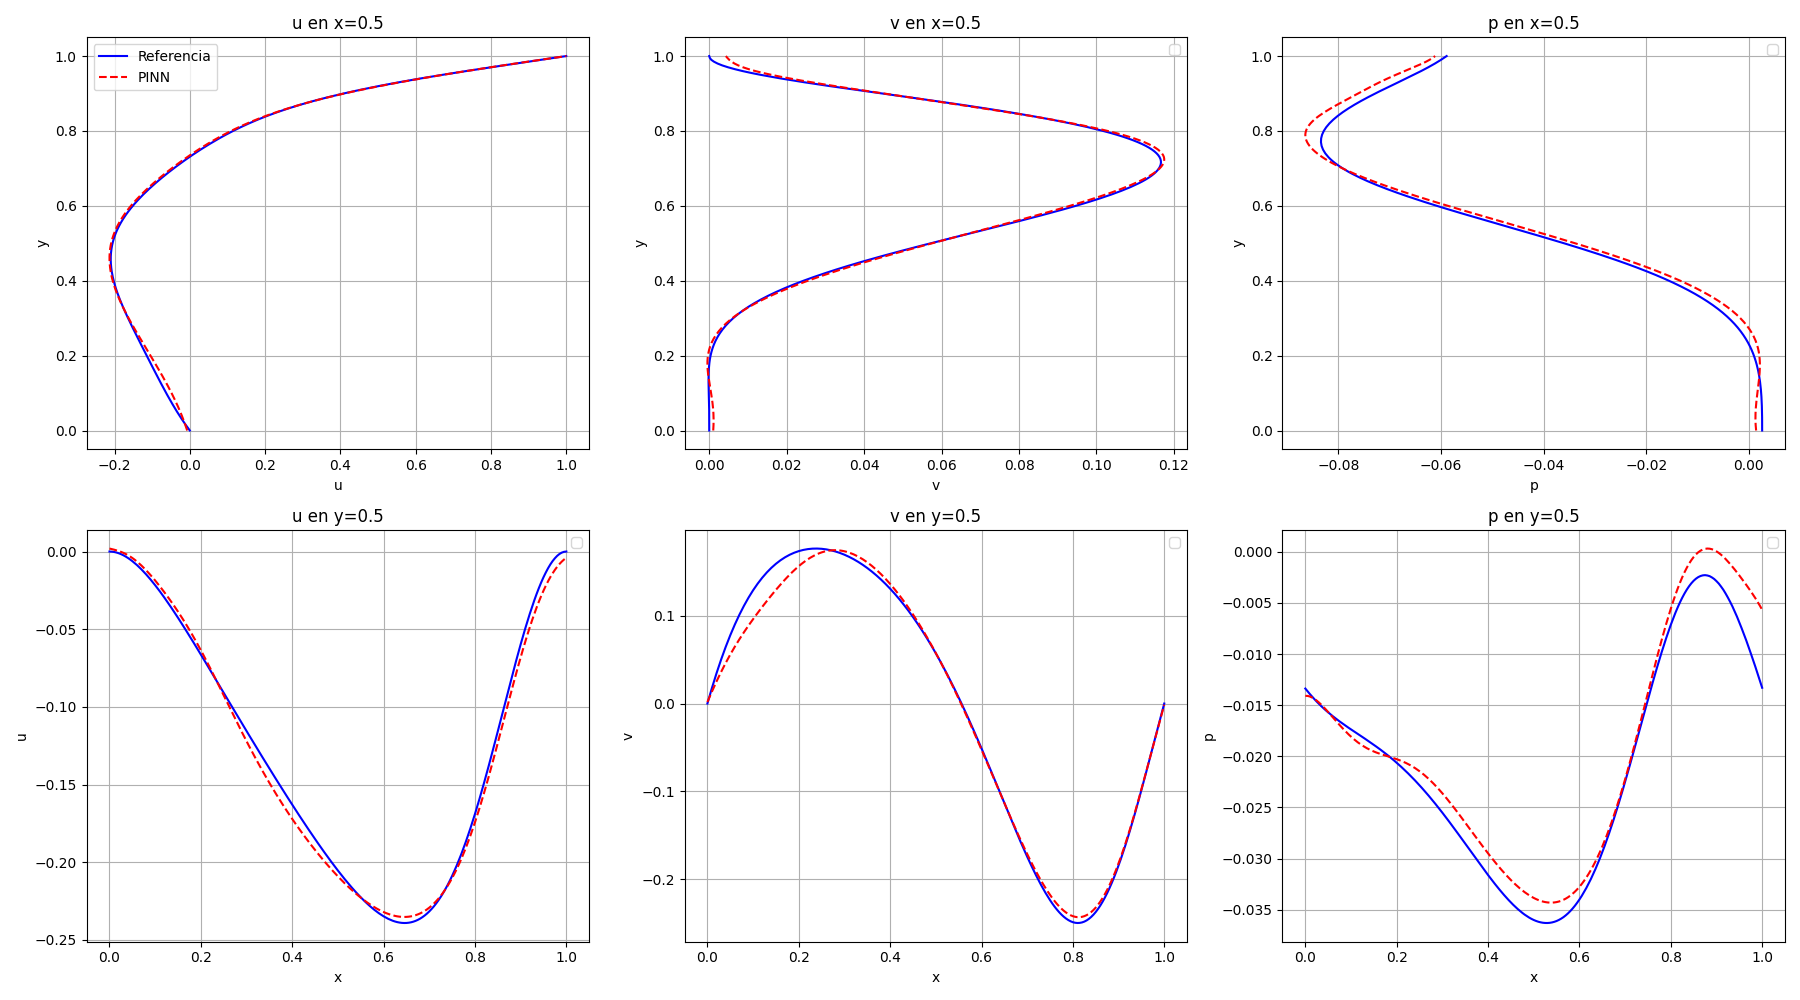 u en x=0.5
Referencia
PINN
1.0
0.8
0.6
0.4
0.2
0.0
y
−0.2 0.0 0.2 0.4 0.6 0.8 1.0
u
v en x=0.5
1.0
0.8
0.6
0.4
0.2
0.0
y
0.00 0.02 0.04 0.06 0.08 0.10 0.12
v
p en x=0.5
1.0
0.8
0.6
0.4
0.2
0.0
y
−0.08 −0.06 −0.04 −0.02 0.00
p
u en y=0.5
0.00
−0.05
−0.10
−0.15
−0.20
−0.25
u
0.0 0.2 0.4 0.6 0.8 1.0
x
v en y=0.5
0.1
0.0
−0.1
−0.2
v
0.0 0.2 0.4 0.6 0.8 1.0
x
p en y=0.5
0.000
−0.005
−0.010
−0.015
−0.020
−0.025
−0.030
−0.035
p
0.0 0.2 0.4 0.6 0.8 1.0
x